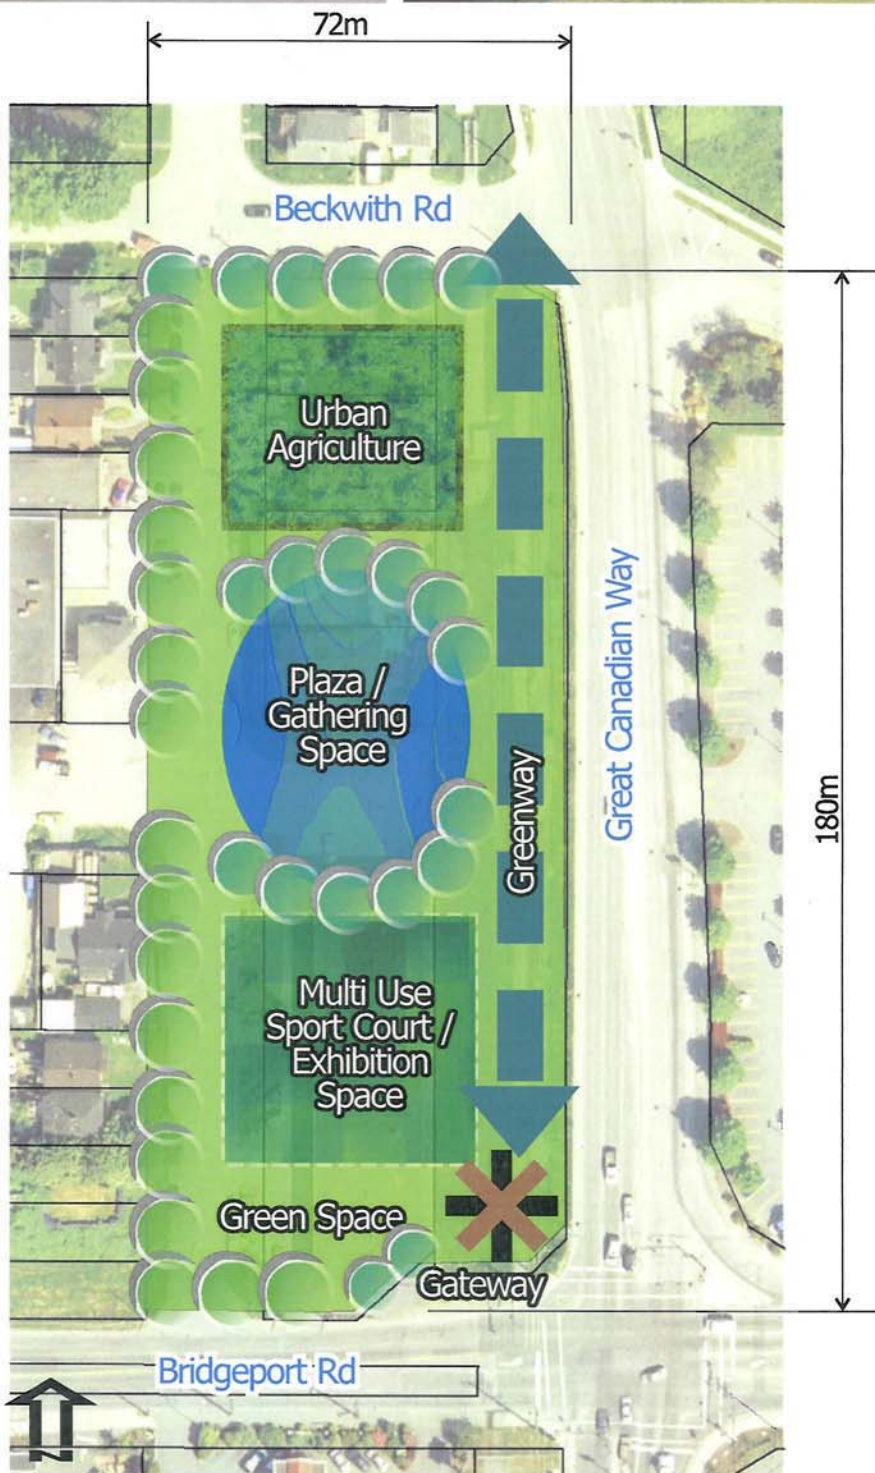 72m
Beckwith Rd
Urban
Agriculture
Plaza /
Gathering
Space
Greenway
Great Canadian Way
180m
Multi Use
Sport Court /
Exhibition
Space
Green Space
Gateway
Bridgeport Rd
N